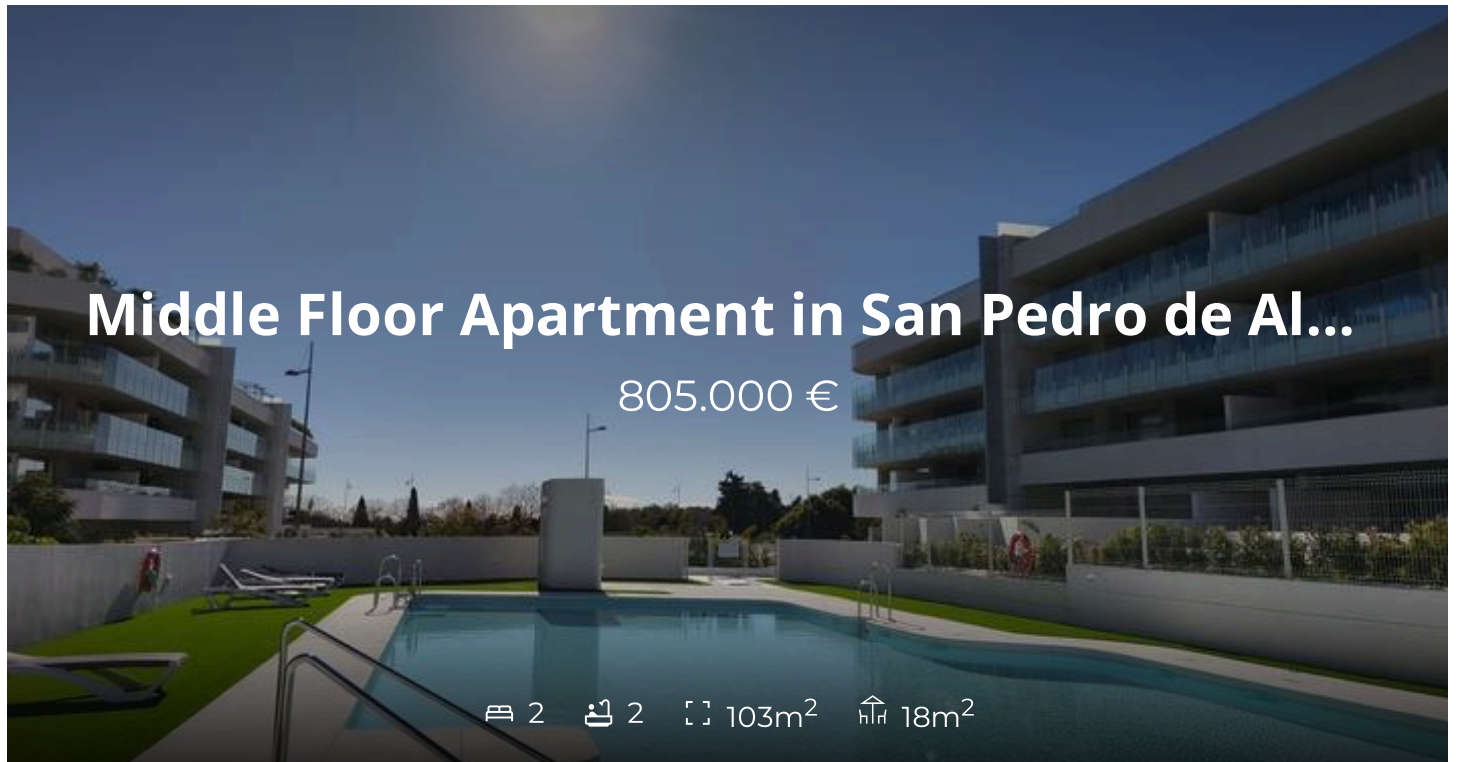 Middle Floor Apartment in San Pedro de Al...
805.000 €
2 2 103m² 18m²